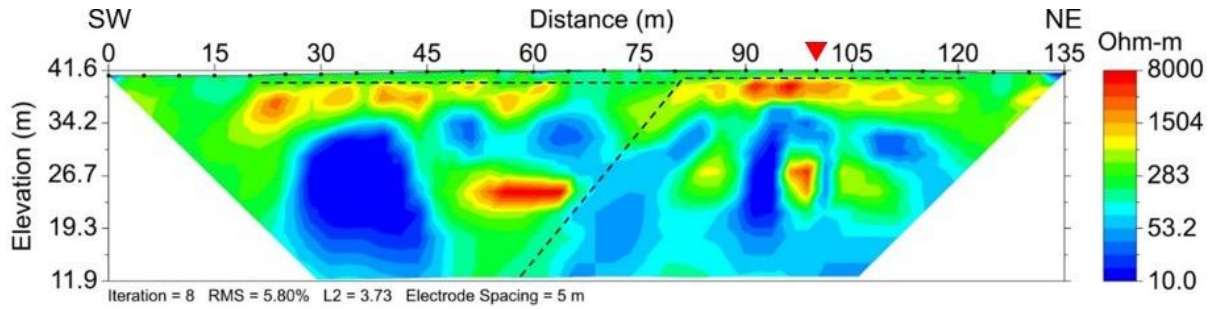 SW Distance (m) NE
0 15 30 45 60 75 90 105 120 135
Ohm-m
41.6 8000
34.2 1504
26.7 283
19.3 53.2
11.9 10.0
Elevation (m)
Iteration = 8 RMS = 5.80% L2 = 3.73 Electrode Spacing = 5 m